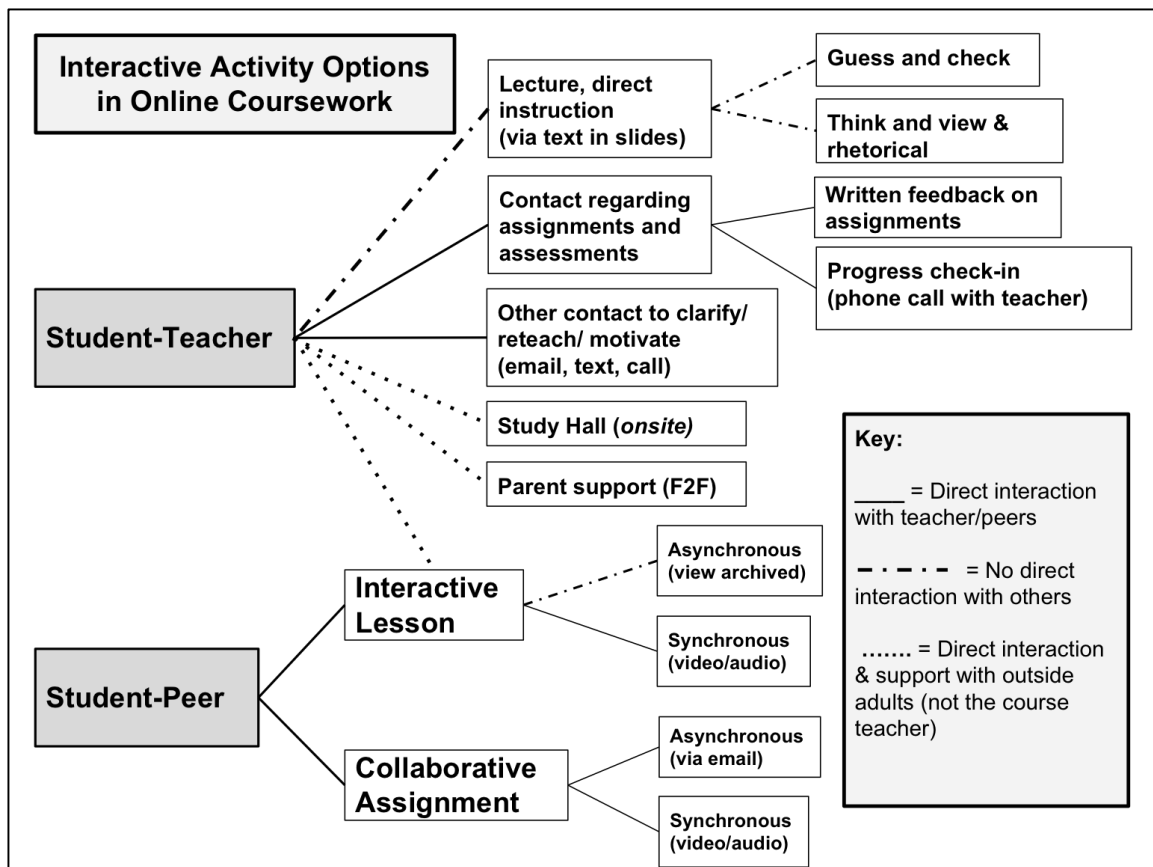 Interactive Activity Options
in Online Coursework
Lecture, direct
instruction
(via text in slides)
Guess and check
Think and view &
rhetorical
Contact regarding
assignments and
assessments
Written feedback on
assignments
Progress check-in
(phone call with teacher)
Student-Teacher
Other contact to clarify/
reteach/ motivate
(email, text, call)
Study Hall (onsite)
Parent support (F2F)
Student-Peer
Interactive
Lesson
Asynchronous
(view archived)
Synchronous
(video/audio)
Collaborative
Assignment
Asynchronous
(via email)
Synchronous
(video/audio)
Key:
____ = Direct interaction
with teacher/peers
= No direct
interaction with others
....... = Direct interaction
& support with outside
adults (not the course
teacher)